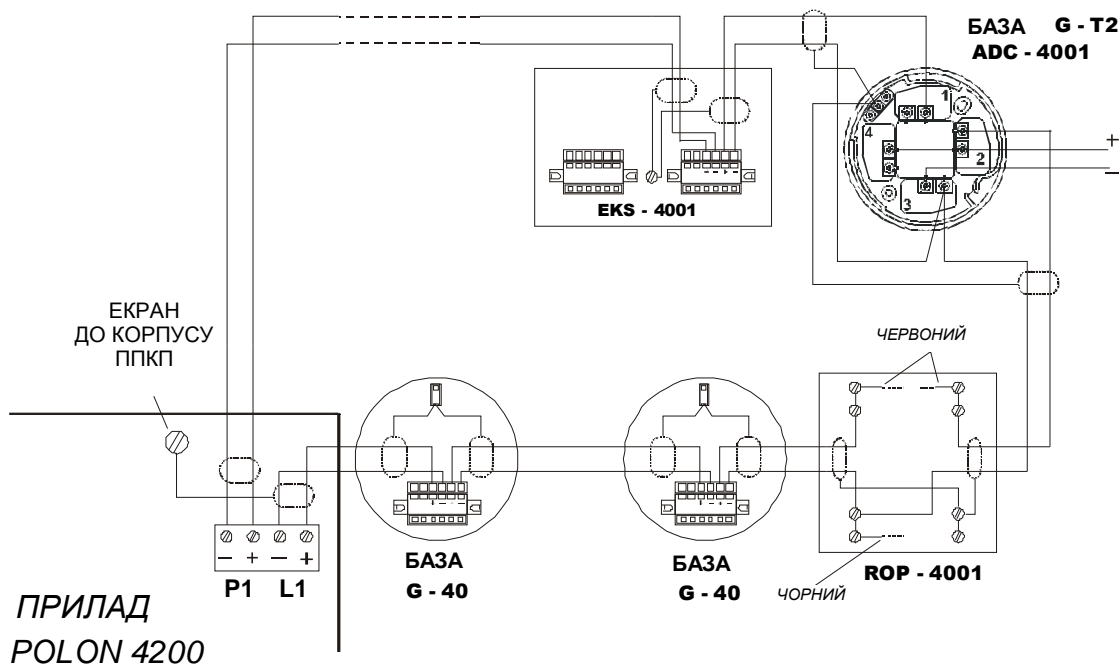 БАЗА G - T2
ADC - 4001
1
4
2
3
+
−
EKS - 4001
ЕКРАН
ДО КОРПУСУ
ППКП
ЧЕРВОНИЙ
− + − +
P1 L1
БАЗА
G - 40
БАЗА
G - 40
ROP - 4001
ЧОРНИЙ
ПРИЛАД
POLON 4200